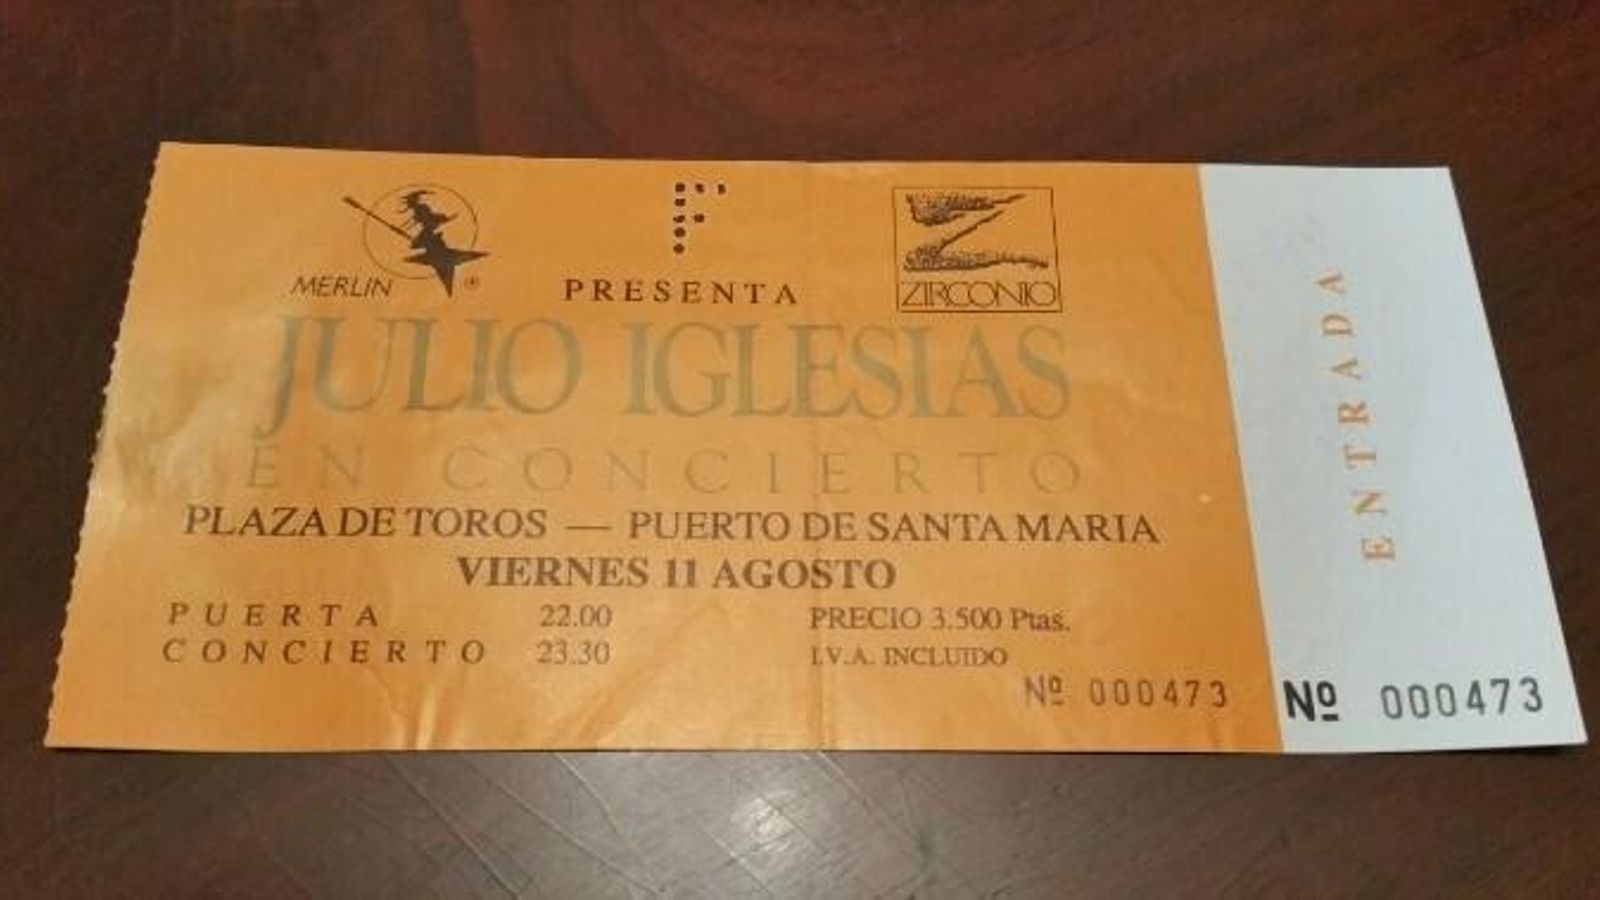 MERLIN ®
PRESENTA
ZIRCONIO
JULIO IGLESIAS
EN CONCIERTO
PLAZA DE TOROS — PUERTO DE SANTA MARIA
VIERNES 11 AGOSTO
PUERTA 22.00
CONCIERTO 23.30
PRECIO 3.500 Ptas.
I.V.A. INCLUIDO
Nº 000473
ENTRADA
Nº 000473